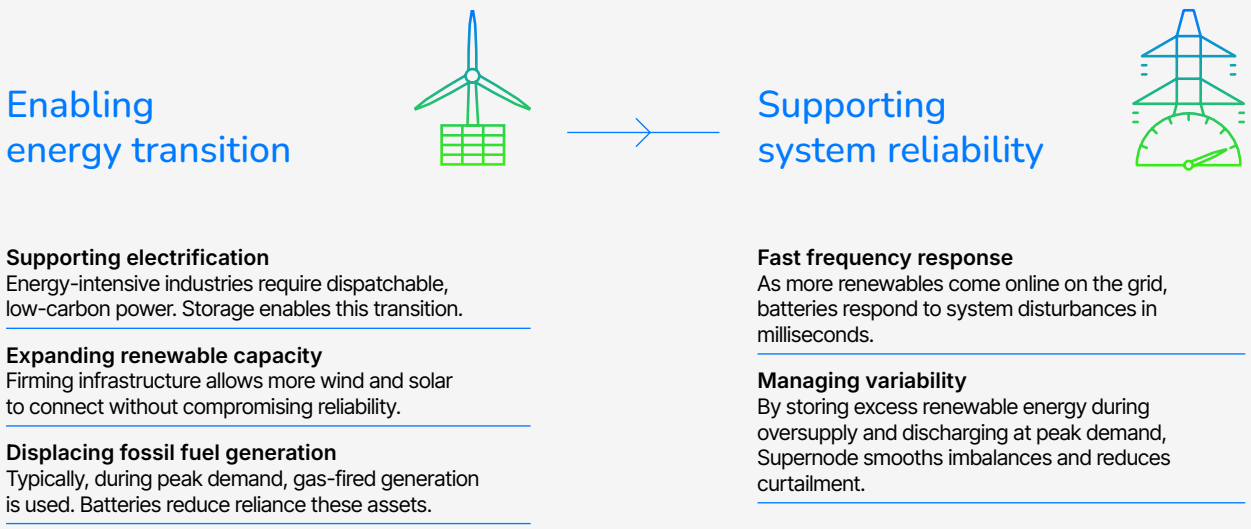 Enabling
energy transition
Supporting electrification
Energy-intensive industries require dispatchable,
low-carbon power. Storage enables this transition.
Expanding renewable capacity
Firming infrastructure allows more wind and solar
to connect without compromising reliability.
Displacing fossil fuel generation
Typically, during peak demand, gas-fired generation
is used. Batteries reduce reliance these assets.
Supporting
system reliability
Fast frequency response
As more renewables come online on the grid,
batteries respond to system disturbances in
milliseconds.
Managing variability
By storing excess renewable energy during
oversupply and discharging at peak demand,
Supernode smooths imbalances and reduces
curtailment.